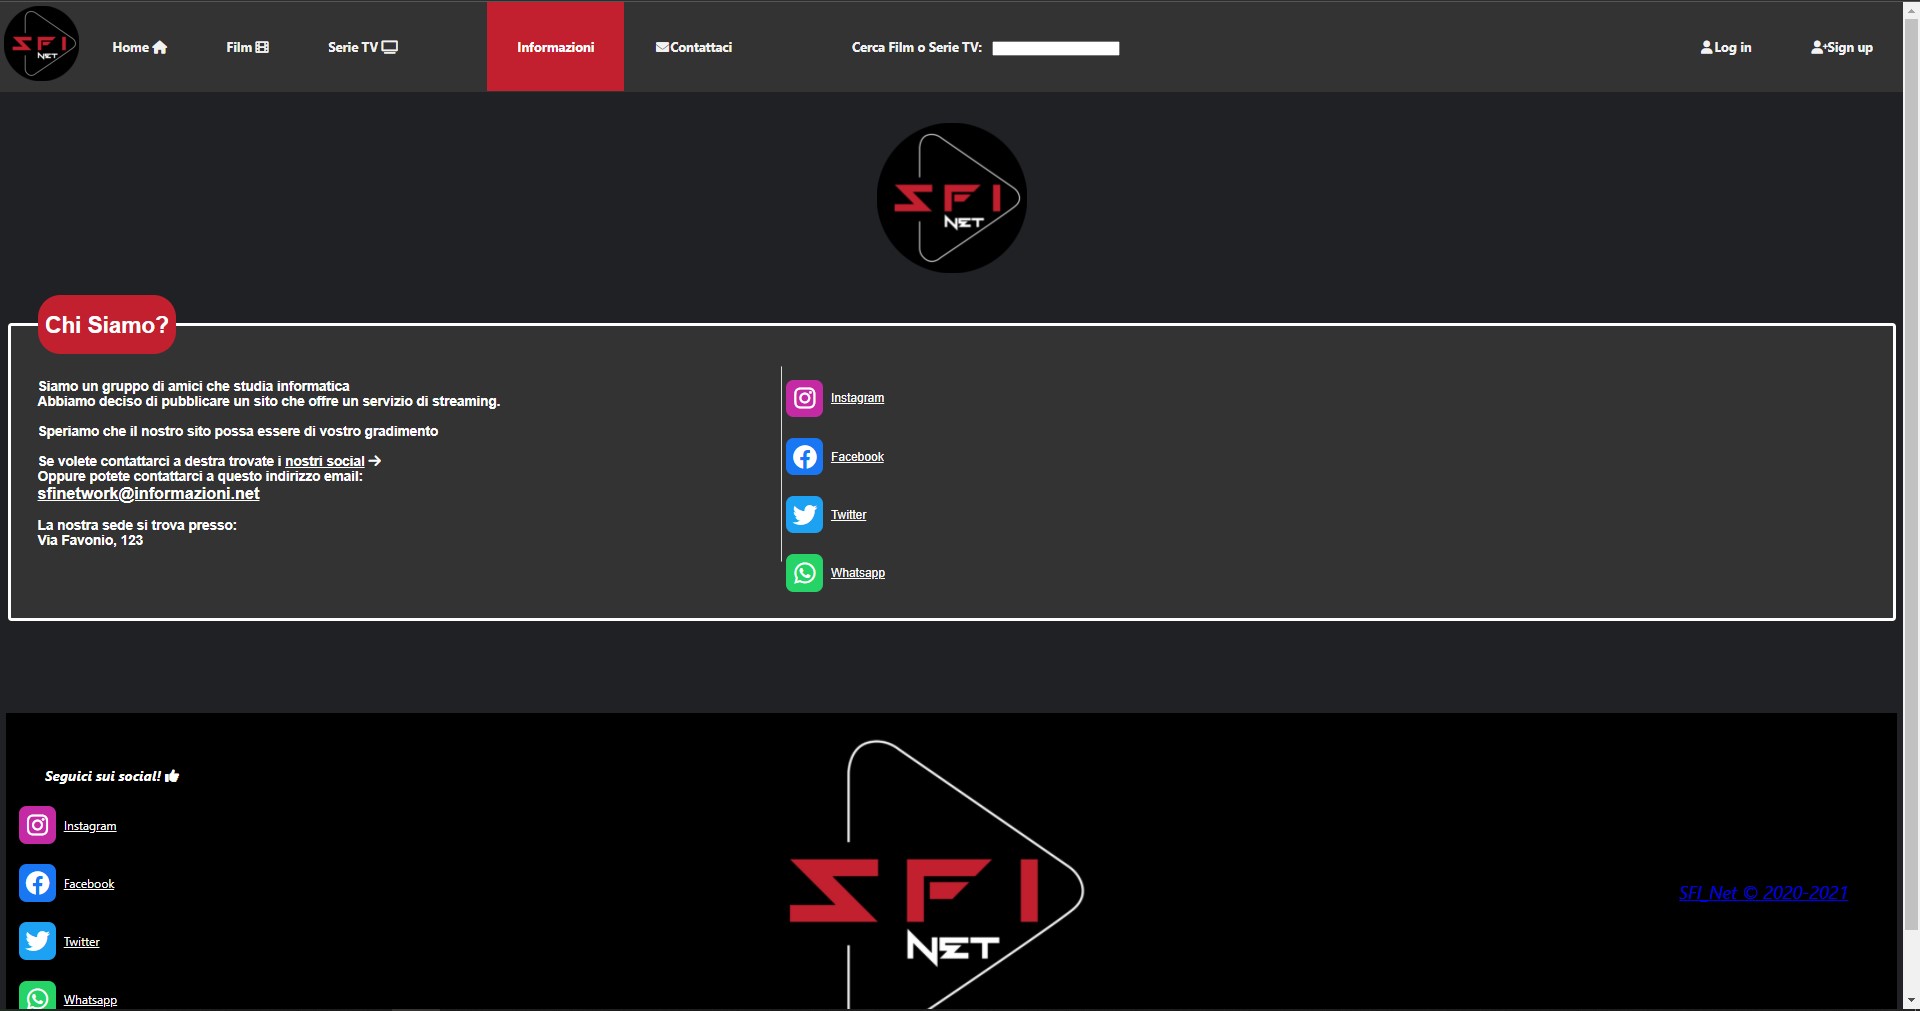 SFI
NET
Home
Film
Serie TV
Informazioni
Contattaci
Cerca Film o Serie TV:
Log in
Sign up
SFI
NET
Chi Siamo?
Siamo un gruppo di amici che studia informatica
Abbiamo deciso di pubblicare un sito che offre un servizio di streaming.
Speriamo che il nostro sito possa essere di vostro gradimento
Se volete contattarci a destra trovate i nostri social
Oppure potete contattarci a questo indirizzo email:
sfinetwork@informazioni.net
La nostra sede si trova presso:
Via Favonio, 123
Instagram
Facebook
Twitter
Whatsapp
Seguici sui social!
Instagram
Facebook
Twitter
Whatsapp
SFI
NET
SFI_Net © 2020-2021